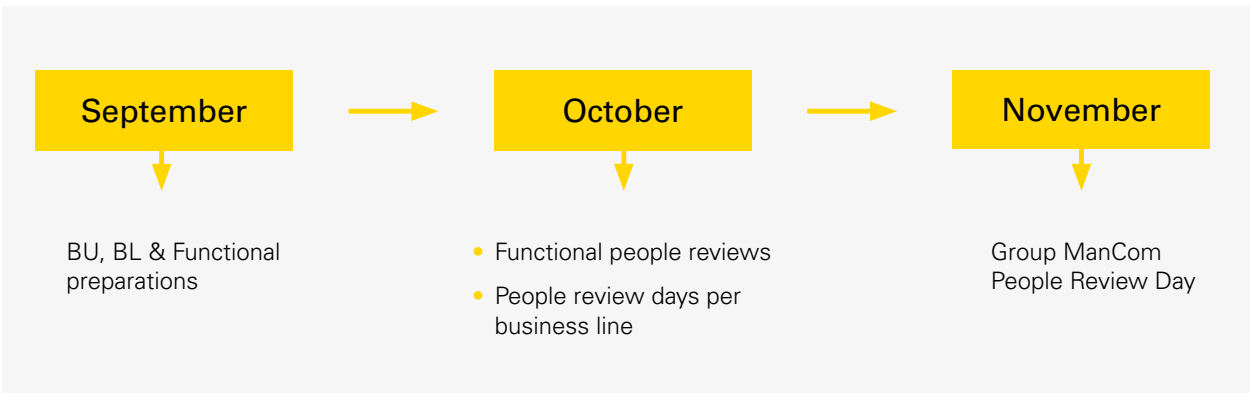 September
October
November
BU, BL & Functional
preparations
• Functional people reviews
• People review days per
business line
Group ManCom
People Review Day